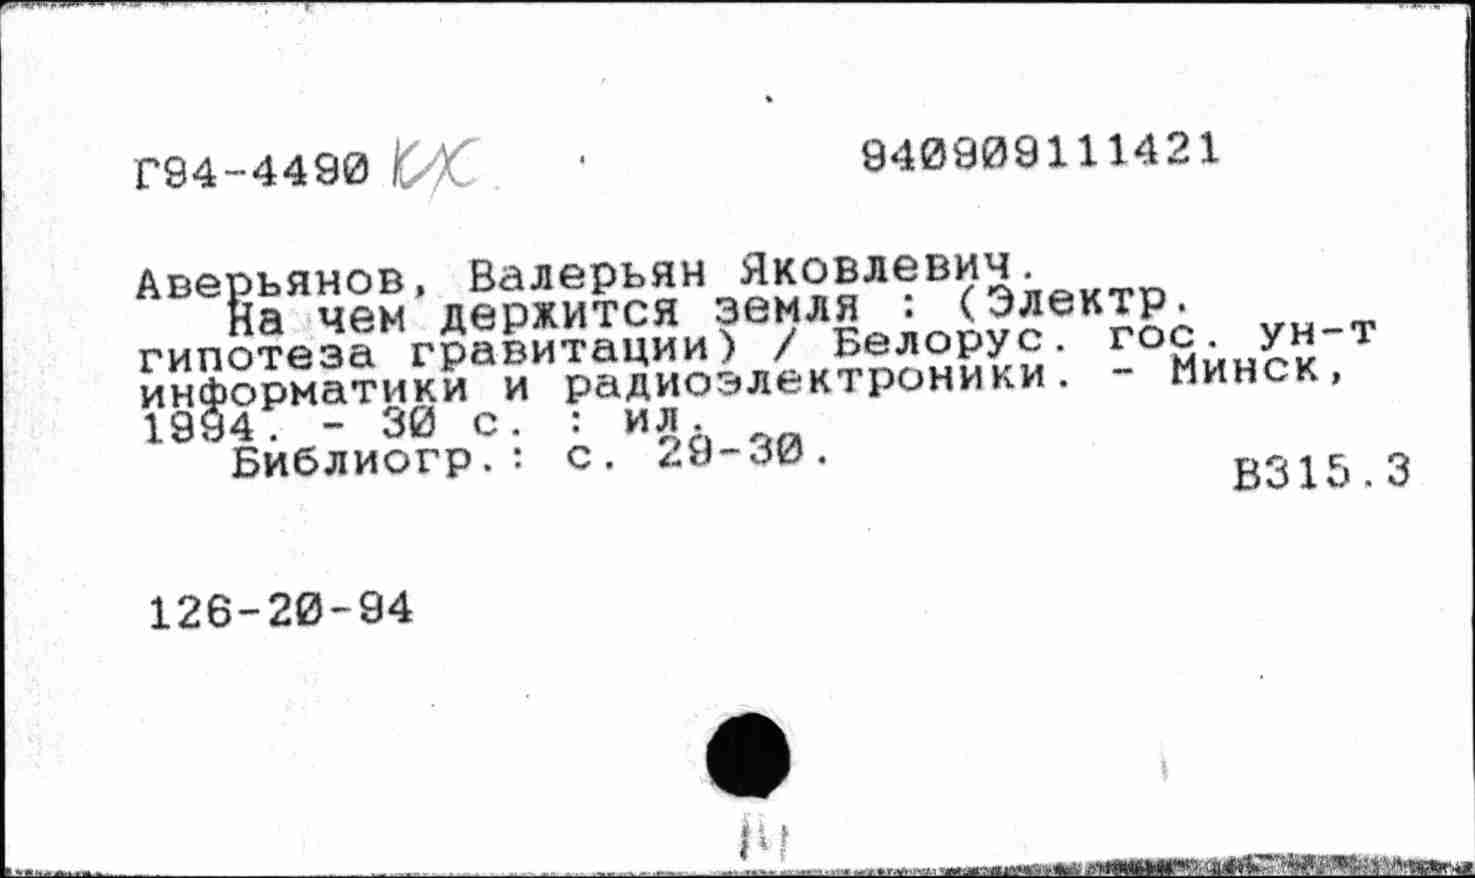 Г94-4490 КХ 940909111421
Аверьянов, Валерьян Яковлевич.
На чем держится земля : (Электр.
гипотеза гравитации) / Белорус. гос. ун-т
информатики и радиоэлектроники. - Минск,
1994. - 30 с. : ил.
Библиогр.: с. 29-30.
В315.3
126-20-94